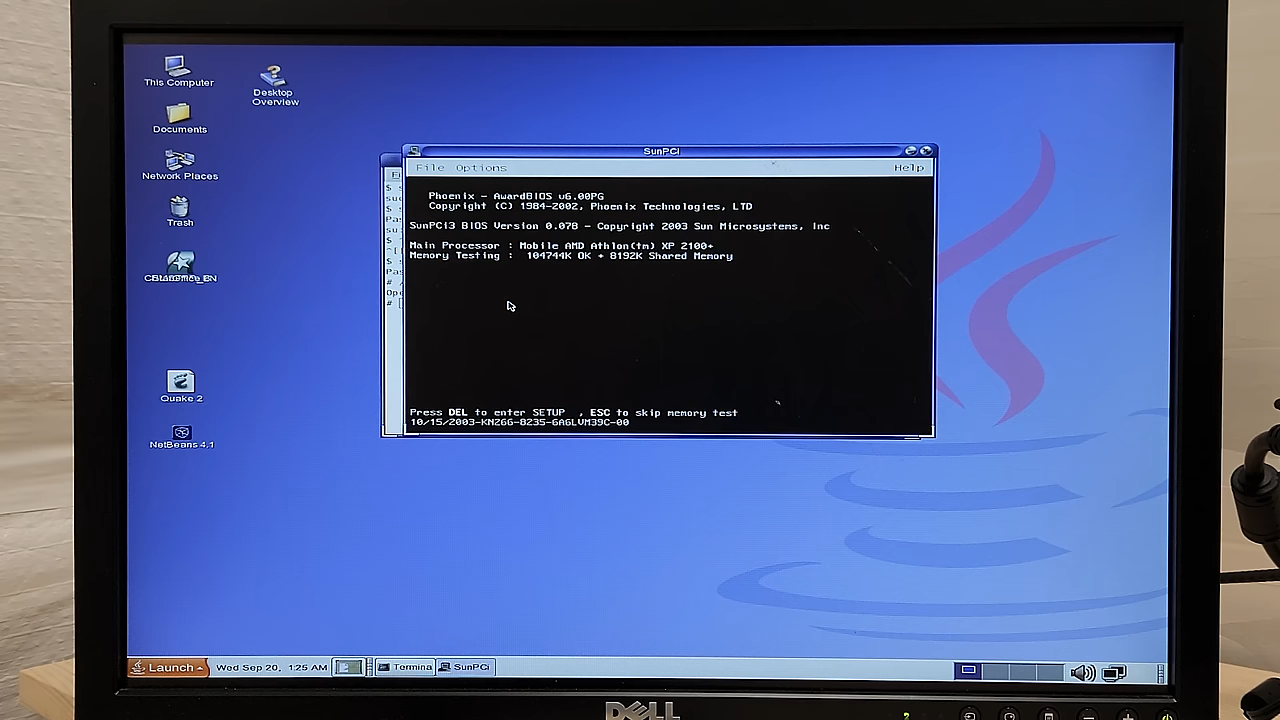 This Computer
Desktop
Overview
Documents
Network Places
Trash
Quake 2
NetBeans 4.1
SunPCi
File Options Help
Phoenix - AwardBIOS v6.00PG
Copyright (C) 1984-2002, Phoenix Technologies, LTD
SunPCi3 BIOS Version 0.07B - Copyright 2003 Sun Microsystems, Inc
Main Processor : Mobile AMD Athlon(tm) XP 2100+
Memory Testing : 104744K OK + 8192K Shared Memory
Press DEL to enter SETUP , ESC to skip memory test
10/15/2003-KN266-8235-6A6LVM39C-00
Launch
Wed Sep 20, 1:25 AM
Termina
SunPCi
DELL